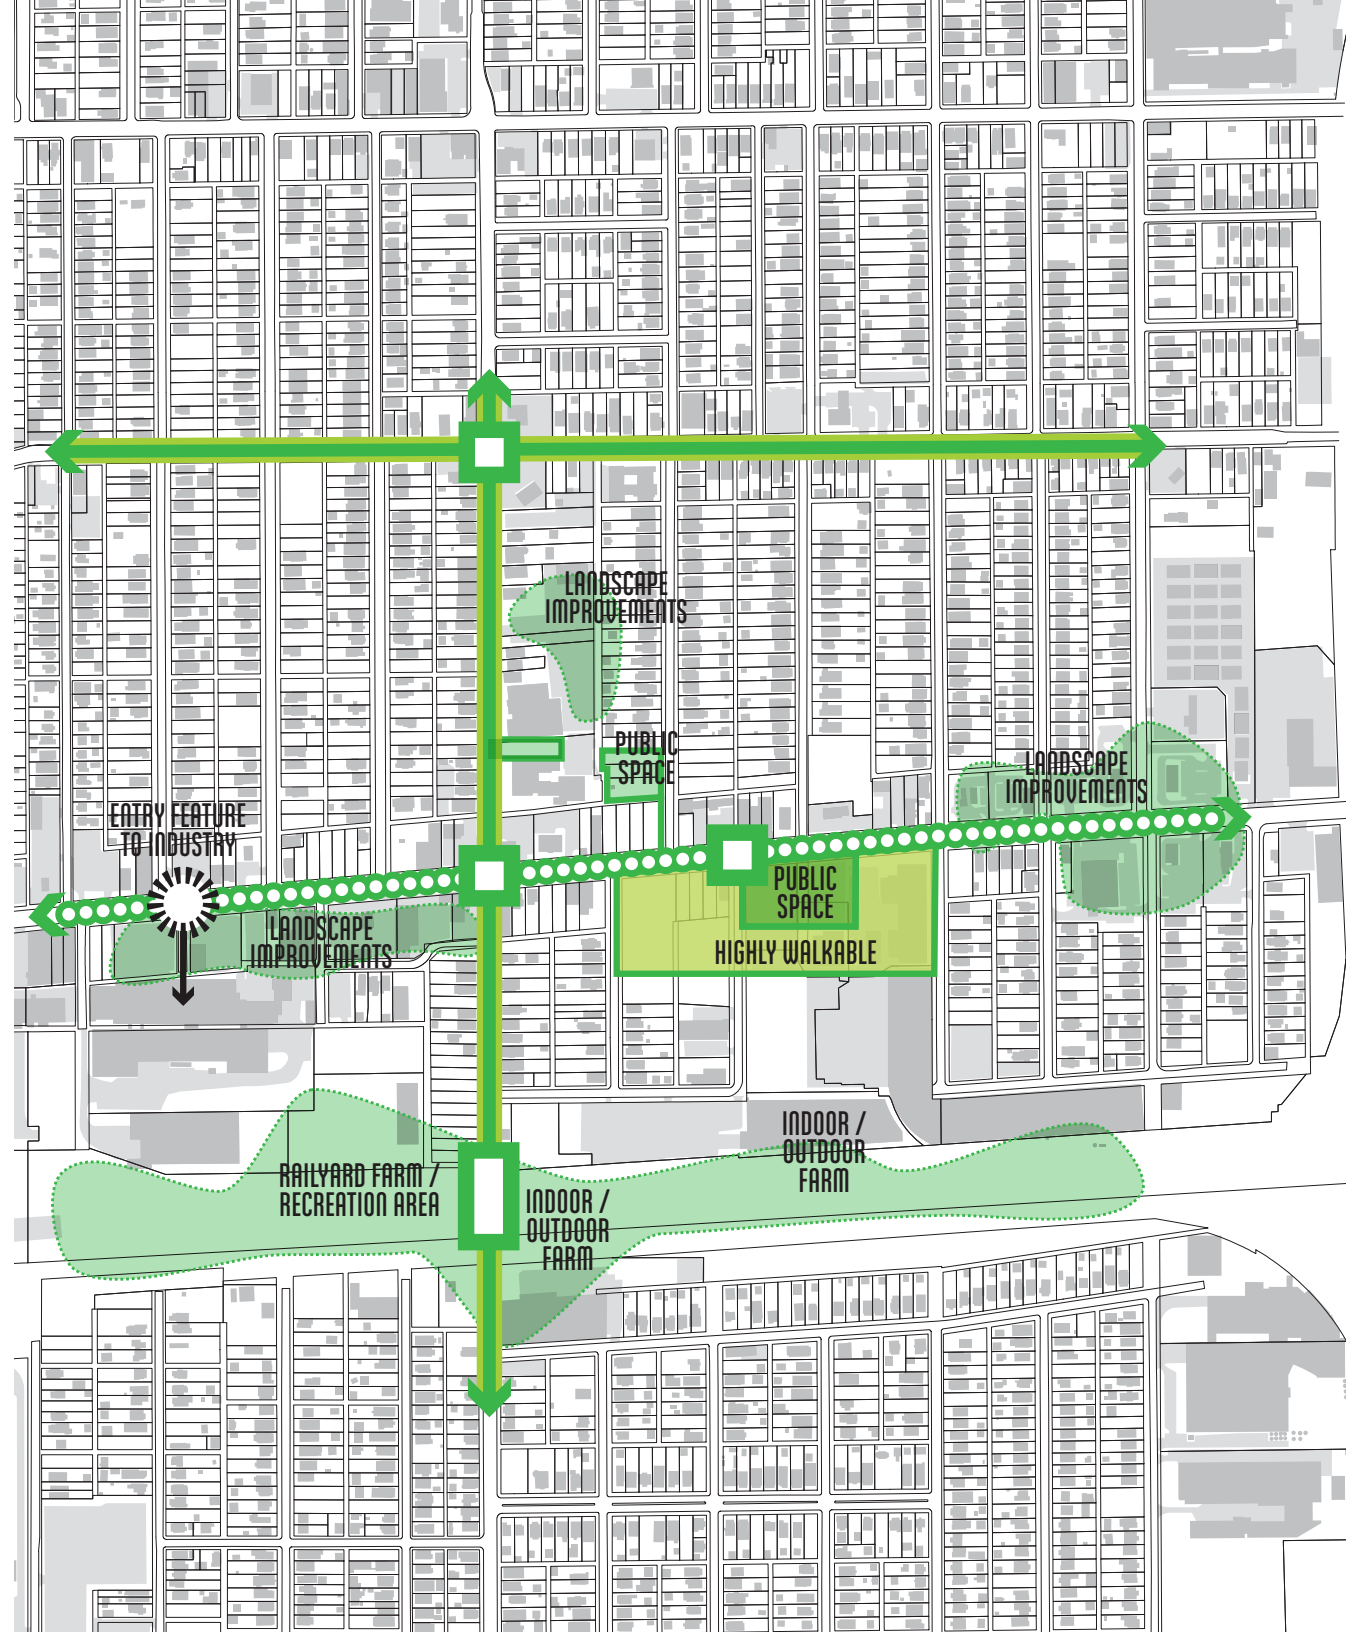 LANDSCAPE
IMPROVEMENTS
PUBLIC
SPACE
LANDSCAPE
IMPROVEMENTS
ENTRY FEATURE
TO INDUSTRY
PUBLIC
SPACE
LANDSCAPE
IMPROVEMENTS
HIGHLY WALKABLE
INDOOR /
OUTDOOR
FARM
RAILYARD FARM /
RECREATION AREA
INDOOR /
OUTDOOR
FARM